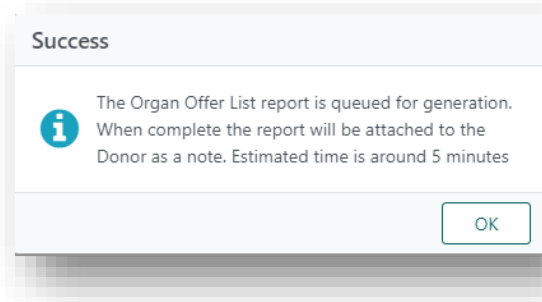 Success
The Organ Offer List report is queued for generation.
When complete the report will be attached to the
Donor as a note. Estimated time is around 5 minutes
OK